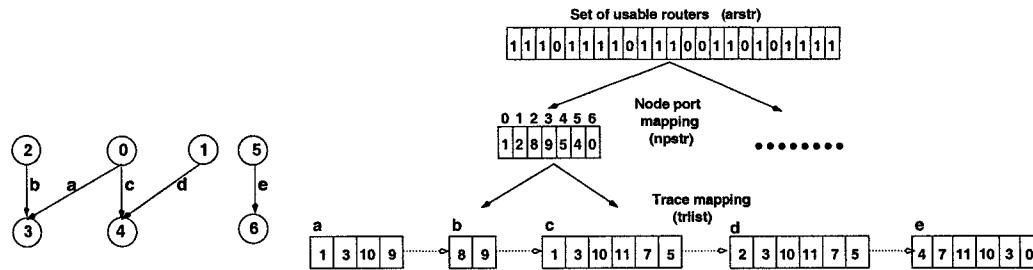 Set of usable routers (arstr)
1 1 1 0 1 1 1 1 0 1 1 1 0 0 1 1 0 1 0 1 1 1 1
Node port
mapping
(npstr)
0 1 2 3 4 5 6
1 2 8 9 5 4 0
2 0 1 5
b a c d e
3 4 6
Trace mapping
(trlist)
a b c d e
1 3 10 9 8 9 1 3 10 11 7 5 2 3 10 11 7 5 4 7 11 10 3 0